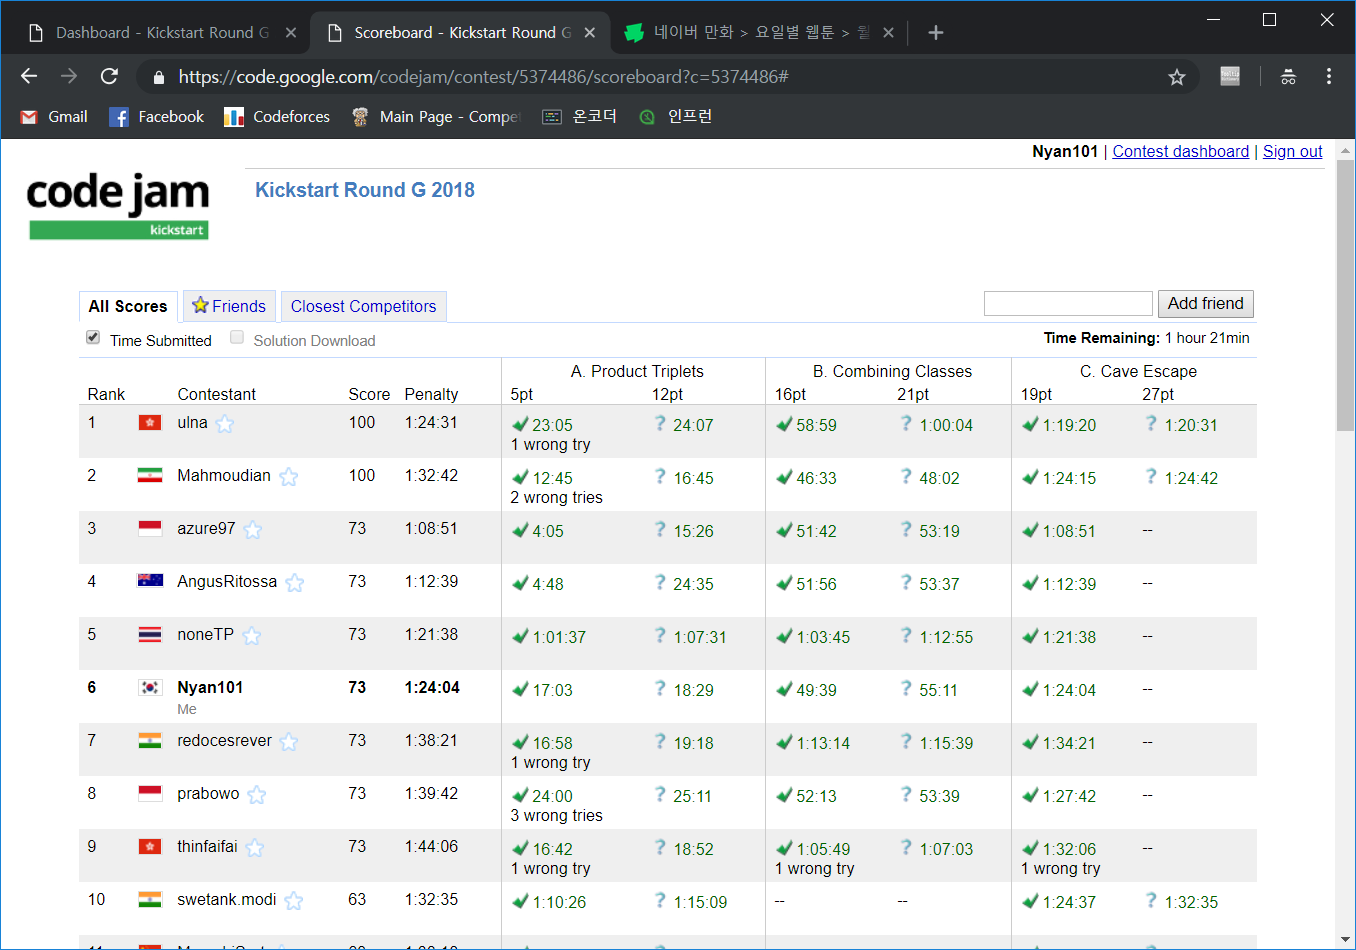 Dashboard - Kickstart Round G
Scoreboard - Kickstart Round G
네이버 만화 > 요일별 웹툰 >
https://code.google.com/codejam/contest/5374486/scoreboard?c=5374486#
Gmail Facebook Codeforces Main Page - Compe 온코더 인프런
Nyan101 | Contest dashboard | Sign out
code jam
kickstart
Kickstart Round G 2018
All Scores Friends Closest Competitors Add friend
Time Submitted Solution Download Time Remaining: 1 hour 21min
A. Product Triplets B. Combining Classes C. Cave Escape
Rank Contestant Score Penalty 5pt 12pt 16pt 21pt 19pt 27pt
1 ulna 100 1:24:31 23:05 ? 24:07 58:59 ? 1:00:04 1:19:20 ? 1:20:31
1 wrong try
2 Mahmoudian 100 1:32:42 12:45 ? 16:45 46:33 ? 48:02 1:24:15 ? 1:24:42
2 wrong tries
3 azure97 73 1:08:51 4:05 ? 15:26 51:42 ? 53:19 1:08:51 --
4 AngusRitossa 73 1:12:39 4:48 ? 24:35 51:56 ? 53:37 1:12:39 --
5 noneTP 73 1:21:38 1:01:37 ? 1:07:31 1:03:45 ? 1:12:55 1:21:38 --
6 Nyan101 73 1:24:04 17:03 ? 18:29 49:39 ? 55:11 1:24:04 --
Me
7 redocesrever 73 1:38:21 16:58 ? 19:18 1:13:14 ? 1:15:39 1:34:21 --
1 wrong try
8 prabowo 73 1:39:42 24:00 ? 25:11 52:13 ? 53:39 1:27:42 --
3 wrong tries
9 thinfaifai 73 1:44:06 16:42 ? 18:52 1:05:49 ? 1:07:03 1:32:06 --
1 wrong try 1 wrong try 1 wrong try
10 swetank.modi 63 1:32:35 1:10:26 ? 1:15:09 -- -- 1:24:37 ? 1:32:35